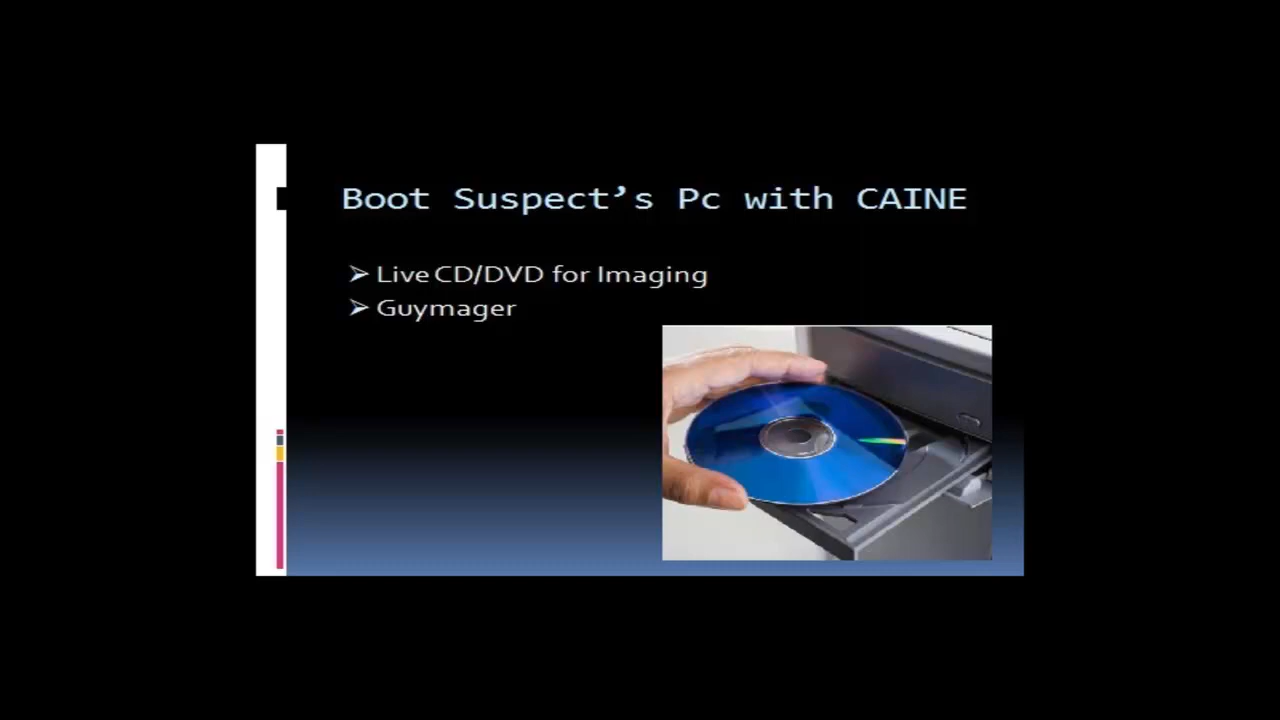 Boot Suspect’s Pc with CAINE
➢ Live CD/DVD for Imaging
➢ Guymager